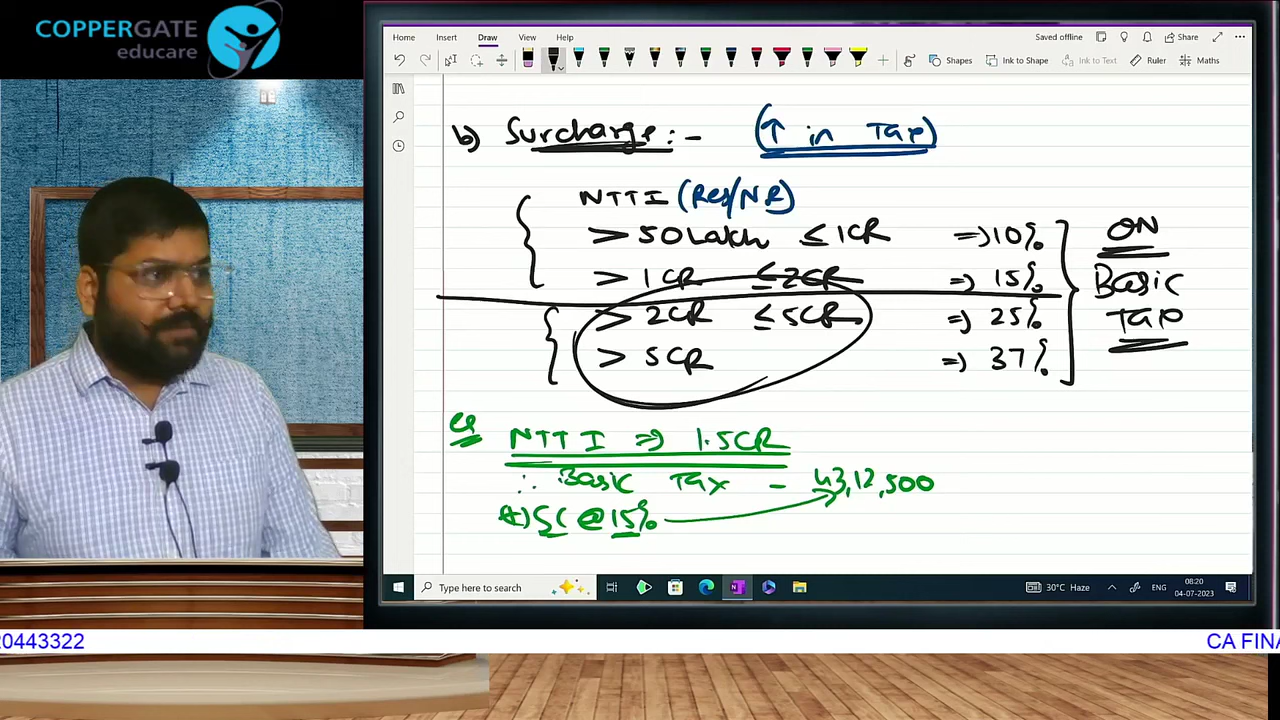 COPPERGATE
educare
Home Insert Draw View Help
Saved offline
Share
Shapes
Ink to Shape
Ink to Text
Ruler
Maths
b) Surcharge:- (↑ in Tax)
NTTI (Res/NR)
> 50 Lakh ≤ 1CR => 10%
> 1CR ≤ 2CR => 15%
> 2CR ≤ 5CR => 25%
> 5CR => 37%
ON
Basic
Tax
eg
NTTI => 1.5CR
∴ Basic Tax - 43,12,500
(+) SC @ 15%
Type here to search
30°C Haze
ENG
08:20
04-07-2023
20443322
CA FINA